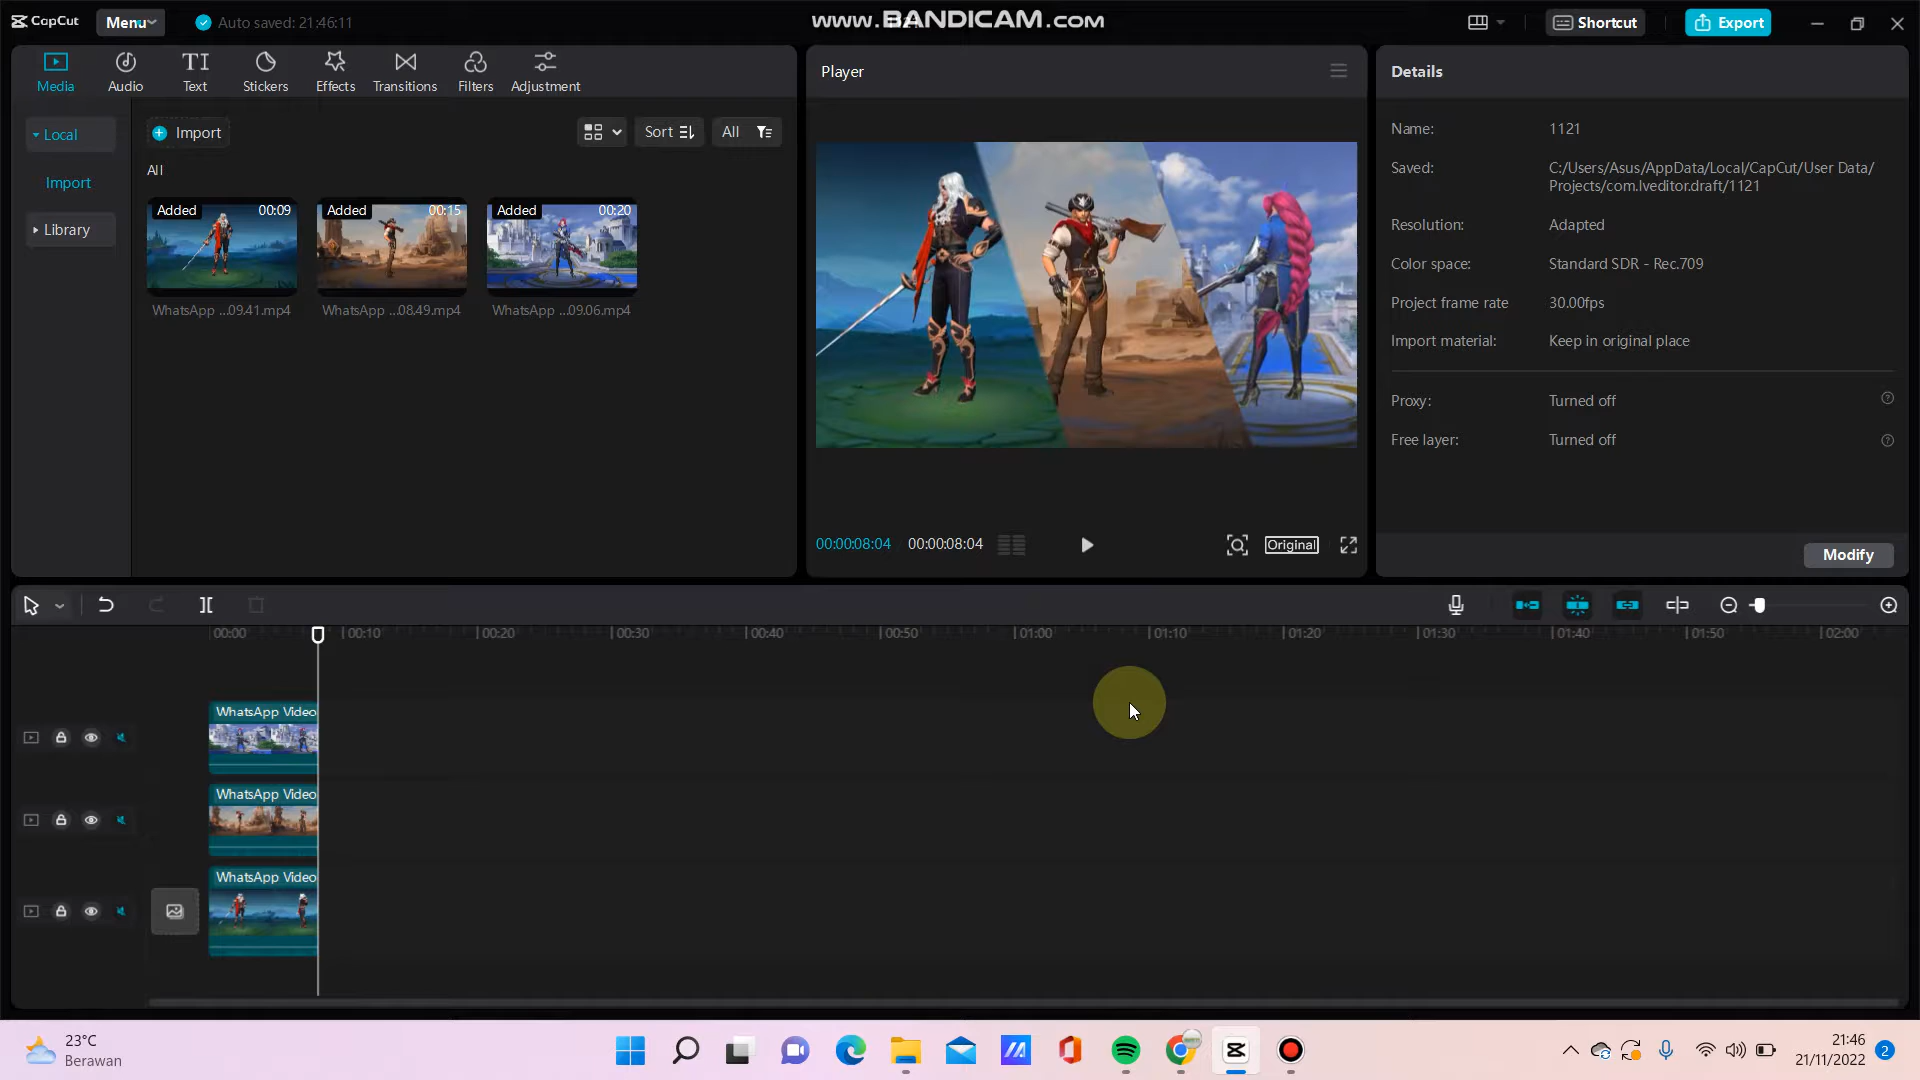 CapCut
Menu
Auto saved: 21:46:11
www.BANDICAM.com
Shortcut
Export
Media
Audio
Text
Stickers
Effects
Transitions
Filters
Adjustment
Local
Import
Library
Import
Sort
All
All
Added 00:09
Added 00:15
Added 00:20
WhatsApp ...09.41.mp4
WhatsApp ...08.49.mp4
WhatsApp ...09.06.mp4
Player
00:00:08:04 00:00:08:04
Original
Details
Name: 1121
Saved: C:/Users/Asus/AppData/Local/CapCut/User Data/
Projects/com.lveditor.draft/1121
Resolution: Adapted
Color space: Standard SDR - Rec.709
Project frame rate 30.00fps
Import material: Keep in original place
Proxy: Turned off
Free layer: Turned off
Modify
00:00 00:10 00:20 00:30 00:40 00:50 01:00 01:10 01:20 01:30 01:40 01:50 02:00
WhatsApp Video
WhatsApp Video
WhatsApp Video
23°C
Berawan
21:46
21/11/2022
2